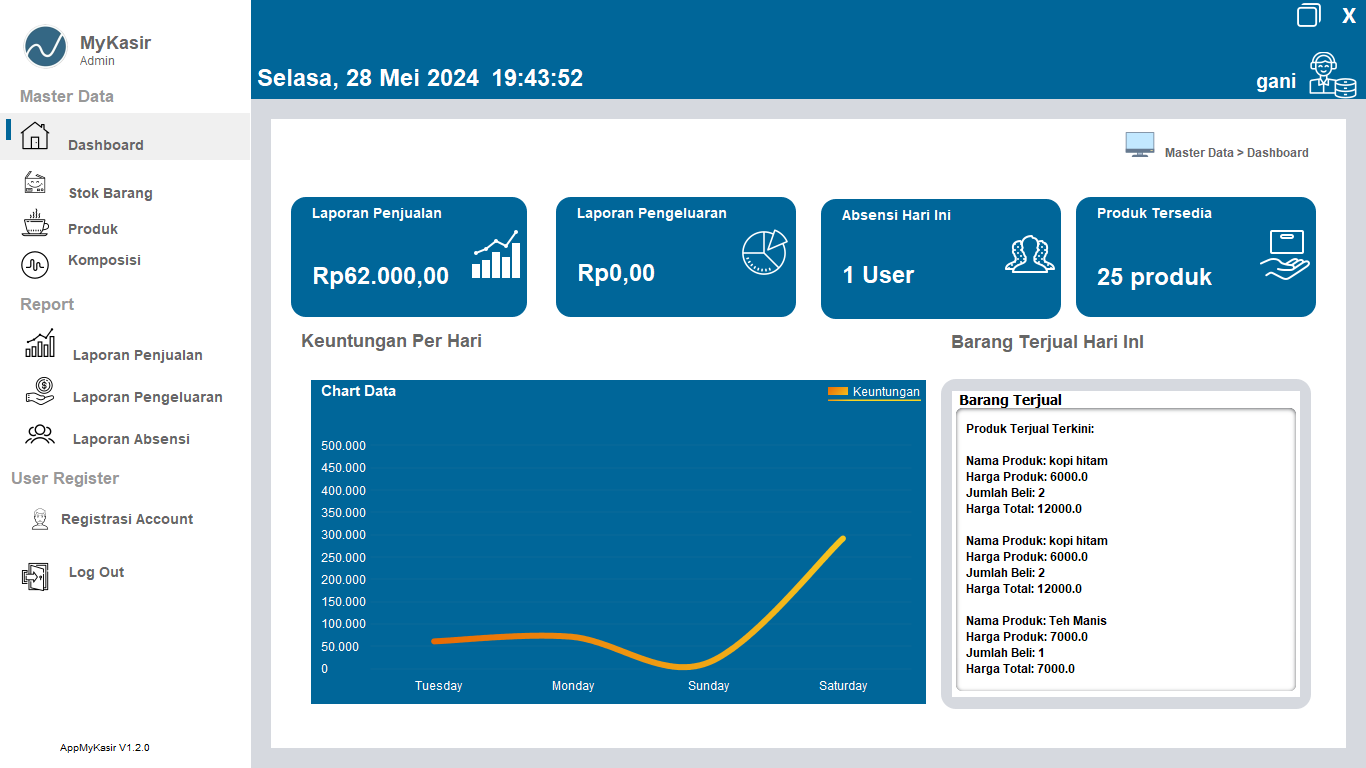 MyKasir
Admin
Master Data
Dashboard
Stok Barang
Produk
Komposisi
Report
Laporan Penjualan
Laporan Pengeluaran
Laporan Absensi
User Register
Registrasi Account
Log Out
AppMyKasir V1.2.0
X
Selasa, 28 Mei 2024 19:43:52
gani
Master Data > Dashboard
Laporan Penjualan
Rp62.000,00
Laporan Pengeluaran
Rp0,00
Absensi Hari Ini
1 User
Produk Tersedia
25 produk
Keuntungan Per Hari
Chart Data
Keuntungan
500.000
450.000
400.000
350.000
300.000
250.000
200.000
150.000
100.000
50.000
0
Tuesday Monday Sunday Saturday
Barang Terjual Hari InI
Barang Terjual
Produk Terjual Terkini:
Nama Produk: kopi hitam
Harga Produk: 6000.0
Jumlah Beli: 2
Harga Total: 12000.0
Nama Produk: kopi hitam
Harga Produk: 6000.0
Jumlah Beli: 2
Harga Total: 12000.0
Nama Produk: Teh Manis
Harga Produk: 7000.0
Jumlah Beli: 1
Harga Total: 7000.0